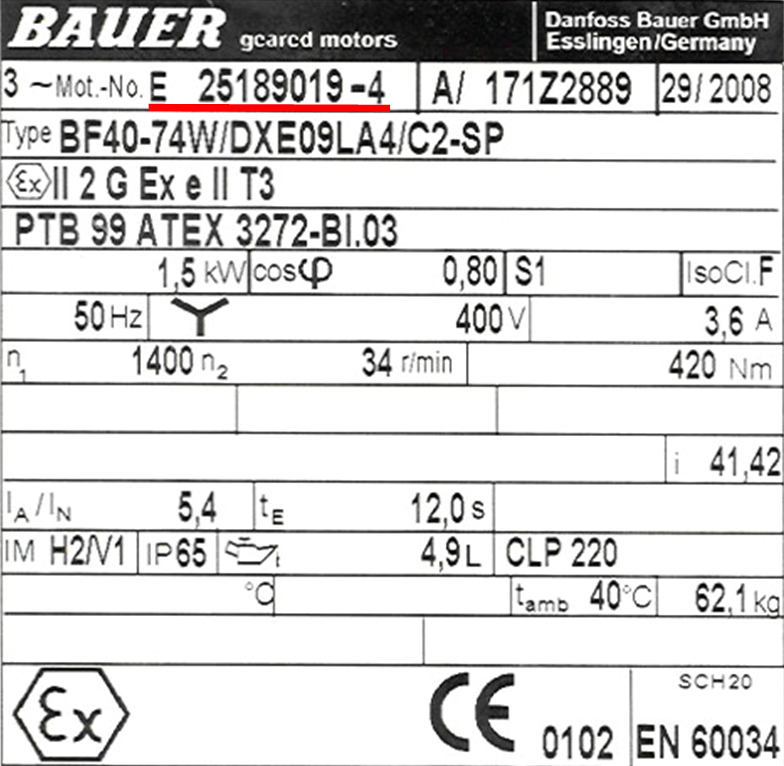 BAUER geared motors Danfoss Bauer GmbH
Esslingen/Germany
3 ~ Mot.-No. E 25189019-4 A/ 171Z2889 29/2008
Type BF40-74W/DXE09LA4/C2-SP
Ex II 2 G Ex e II T3
PTB 99 ATEX 3272-BI.03
1,5 kW cosφ 0,80 S1 IsoCl.F
50 Hz 400 V 3,6 A
n1 1400 n2 34 r/min 420 Nm
i 41,42
IA/IN 5,4 tE 12,0 s
IM H2/V1 IP65 4,9 L CLP 220
°C tamb 40°C 62,1 kg
SCH20
Ex CE 0102 EN 60034